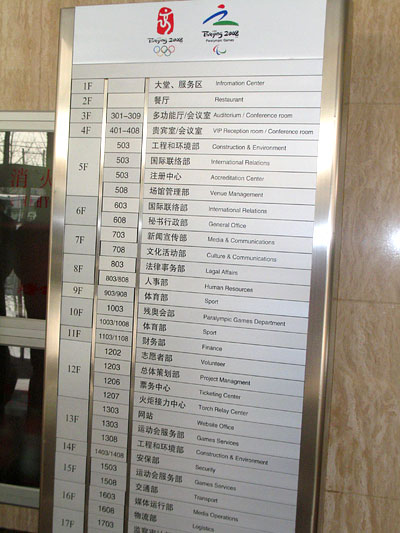 Beijing 2008
Beijing 2008
Paralympic Games
1F 大堂、服务区 Information Center
2F 餐厅 Restaurant
3F 301-309 多功能厅/会议室 Auditorium / Conference room
4F 401-408 贵宾室/会议室 VIP Reception room / Conference room
5F 503 工程和环境部 Construction & Environment
503 国际联络部 International Relations
503 注册中心 Accreditation Center
508 场馆管理部 Venue Management
6F 603 国际联络部 International Relations
608 秘书行政部 General Office
7F 703 新闻宣传部 Media & Communications
708 文化活动部 Culture & Communications
8F 803 法律事务部 Lagal Affairs
803/808 人事部 Human Resources
9F 903/908 体育部 Sport
10F 1003 残奥会部 Paralympic Games Department
1003/1008 体育部 Sport
11F 1103/1108 财务部 Finance
12F 1202 志愿者部 Volunteer
1203 总体策划部 Project Managment
1206 票务中心 Ticketing Center
1207 火炬接力中心 Torch Relay Center
13F 1303 网站 Website Office
1303 运动会服务部 Games Services
1308 工程和环境部 Construction & Environment
14F 1403/1408 安保部 Security
15F 1503 运动会服务部 Games Services
1508 交通部 Transport
16F 1603 媒体运行部 Media Operations
1608 物流部 Logistics
17F 1703
消火